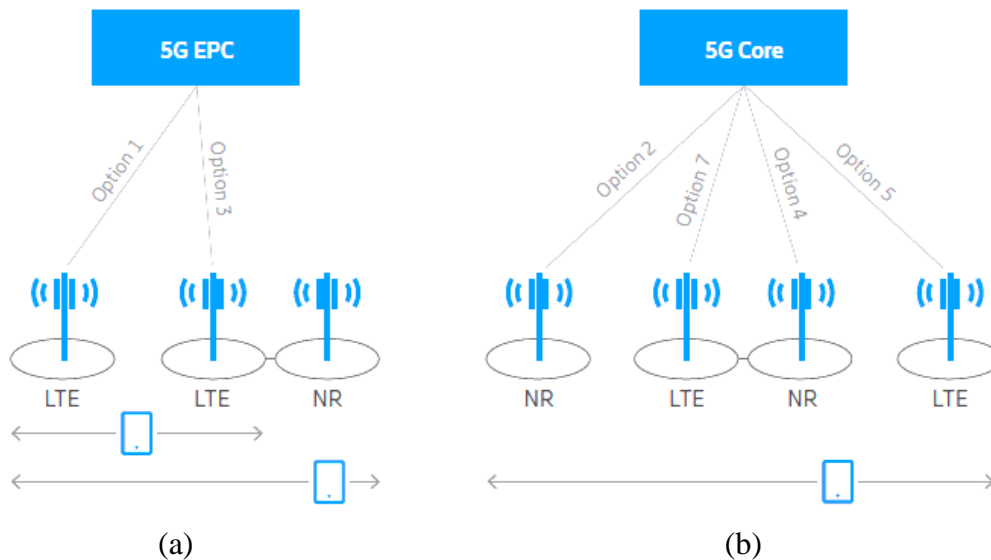 5G EPC
Option 1
Option 3
LTE
LTE
NR
(a)
5G Core
Option 2
Option 7
Option 4
Option 5
NR
LTE
NR
LTE
(b)